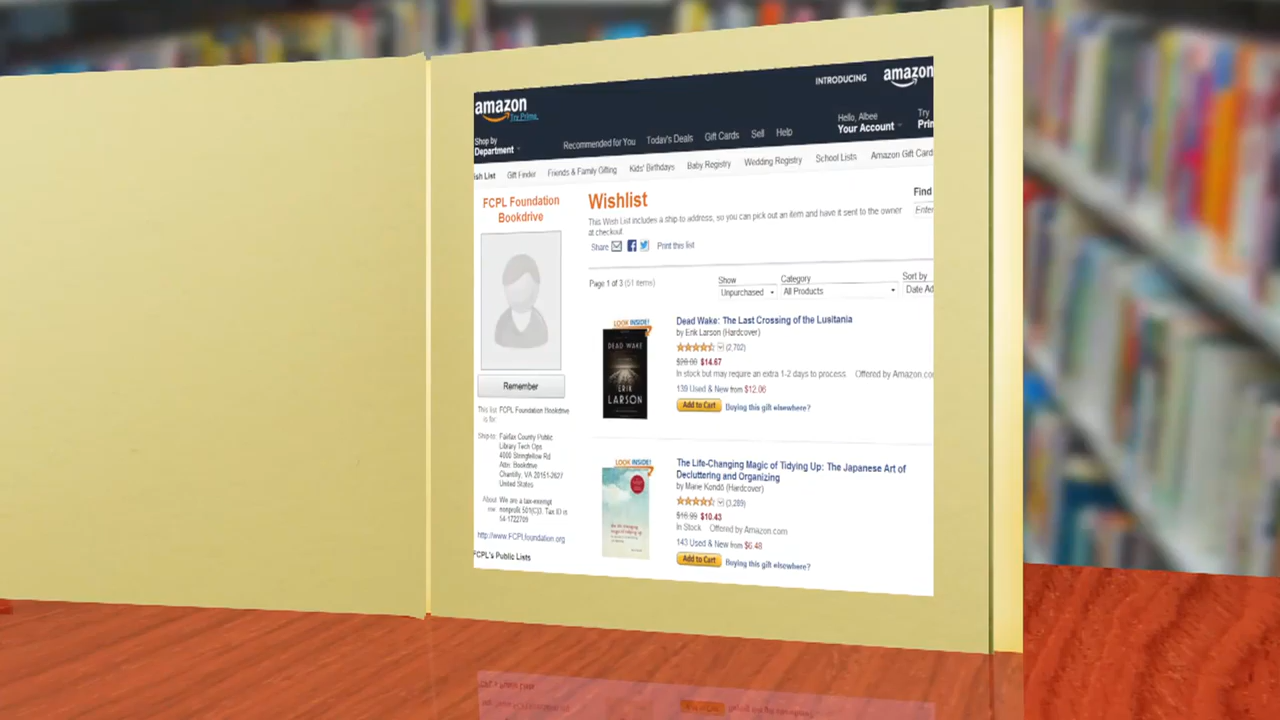 INTRODUCING amazon
amazon
Try Prime
Hello, Albee
Try
Shop by
Department
Recommended for You Today's Deals Gift Cards Sell Help
Your Account
Prin
ish List Gift Finder Friends & Family Gifting Kids' Birthdays Baby Registry Wedding Registry School Lists Amazon Gift Card
FCPL Foundation
Bookdrive
Wishlist
This Wish List includes a ship-to address, so you can pick out an item and have it sent to the owner
at checkout.
Find
Enter
Share Print this list
Page 1 of 3 (51 items)
Show
Unpurchased
Category
All Products
Sort by
Date Ad
Remember
This list FCPL Foundation Bookdrive
is for:
Ship to: Fairfax County Public
Library Tech Ops
4000 Stringfellow Rd
Attn: Bookdrive
Chantilly, VA 20151-2627
United States
About We are a tax-exempt
me: nonprofit 501(C)3. Tax ID is
54-1722709
http://www.FCPLfoundation.org
FCPL's Public Lists
LOOK INSIDE!
DEAD WAKE
ERIK
LARSON
Dead Wake: The Last Crossing of the Lusitania
by Erik Larson (Hardcover)
(2,702)
$28.00 $14.67
In stock but may require an extra 1-2 days to process. Offered by Amazon.co
139 Used & New from $12.06
Add to Cart Buying this gift elsewhere?
LOOK INSIDE!
The Life-Changing Magic of Tidying Up: The Japanese Art of
Decluttering and Organizing
by Marie Kondō (Hardcover)
(3,289)
$16.99 $10.43
In Stock Offered by Amazon.com
143 Used & New from $6.48
Add to Cart Buying this gift elsewhere?